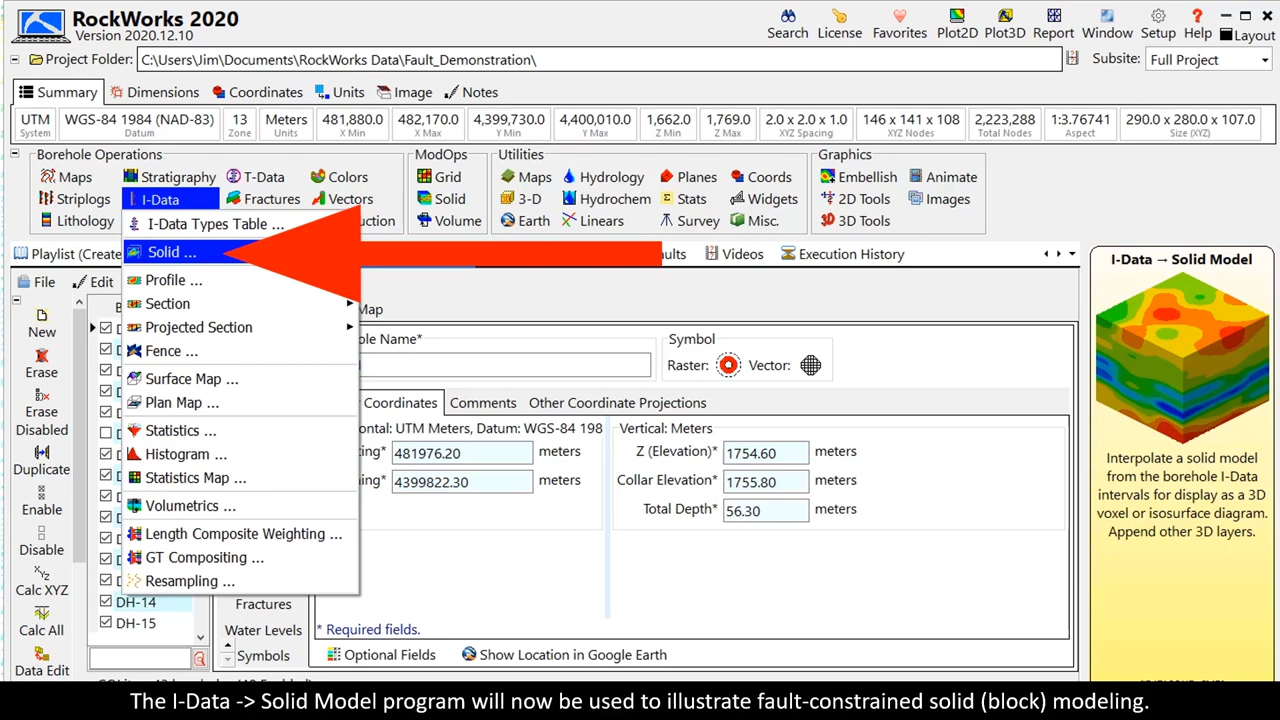 RockWorks 2020
Version 2020.12.10
Search License Favorites Plot2D Plot3D Report Window Setup Help Layout
Project Folder: C:\Users\Jim\Documents\RockWorks Data\Fault_Demonstration\ Subsite: Full Project
Summary Dimensions Coordinates Units Image Notes
UTM WGS-84 1984 (NAD-83) 13 Meters 481,880.0 482,170.0 4,399,730.0 4,400,010.0 1,662.0 1,769.0 2.0 x 2.0 x 1.0 146 x 141 x 108 2,223,288 1:3.76741 290.0 x 280.0 x 107.0
System Datum Zone Units X Min X Max Y Min Y Max Z Min Z Max XYZ Spacing XYZ Nodes Total Nodes Aspect Size (XYZ)
Borehole Operations ModOps Utilities Graphics
Maps Stratigraphy T-Data Colors Grid Maps Hydrology Planes Coords Embellish Animate
Striplogs I-Data Fractures Vectors Solid 3-D Hydrochem Stats Widgets 2D Tools Images
Lithology uction Volume Earth Linears Survey Misc. 3D Tools
I-Data Types Table ...
Solid ...
Profile ...
Section
Projected Section
Fence ...
Surface Map ...
Plan Map ...
Statistics ...
Histogram ...
Statistics Map ...
Volumetrics ...
Length Composite Weighting ...
GT Compositing ...
Resampling ...
Playlist (Create ults Videos Execution History
File Edit
New
Erase
Erase
Disabled
Duplicate
Enable
Disable
Calc XYZ
Calc All
Data Edit
DH-14
DH-15
Fractures
Water Levels
Symbols
Map
ole Name*
Symbol
Raster: Vector:
Coordinates Comments Other Coordinate Projections
ontal: UTM Meters, Datum: WGS-84 198 Vertical: Meters
ting* 481976.20 meters Z (Elevation)* 1754.60 meters
ing* 4399822.30 meters Collar Elevation* 1755.80 meters
Total Depth* 56.30 meters
* Required fields.
Optional Fields Show Location in Google Earth
I-Data → Solid Model
Interpolate a solid model
from the borehole I-Data
intervals for display as a 3D
voxel or isosurface diagram.
Append other 3D layers.
The I-Data -> Solid Model program will now be used to illustrate fault-constrained solid (block) modeling.